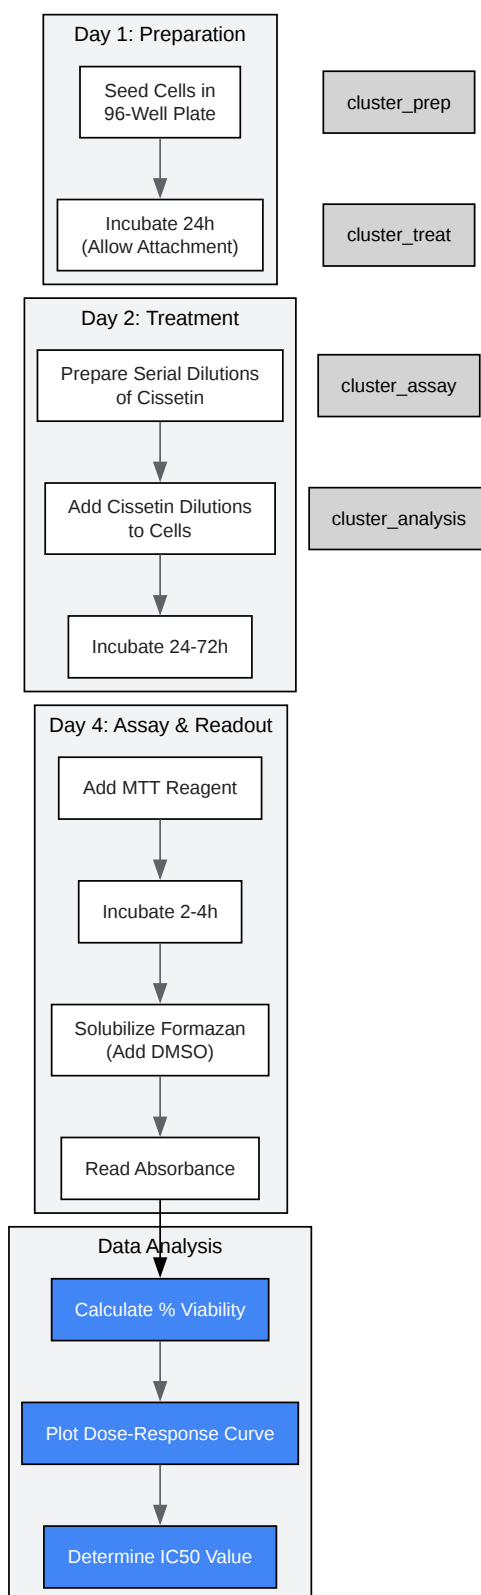 Day 1: Preparation
Seed Cells in
96-Well Plate
Incubate 24h
(Allow Attachment)
cluster_prep
cluster_treat
Day 2: Treatment
Prepare Serial Dilutions
of Cissetin
Add Cissetin Dilutions
to Cells
Incubate 24-72h
cluster_assay
cluster_analysis
Day 4: Assay & Readout
Add MTT Reagent
Incubate 2-4h
Solubilize Formazan
(Add DMSO)
Read Absorbance
Data Analysis
Calculate % Viability
Plot Dose-Response Curve
Determine IC50 Value